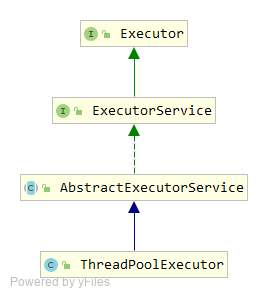 Executor
ExecutorService
AbstractExecutorService
ThreadPoolExecutor
Powered by yFiles